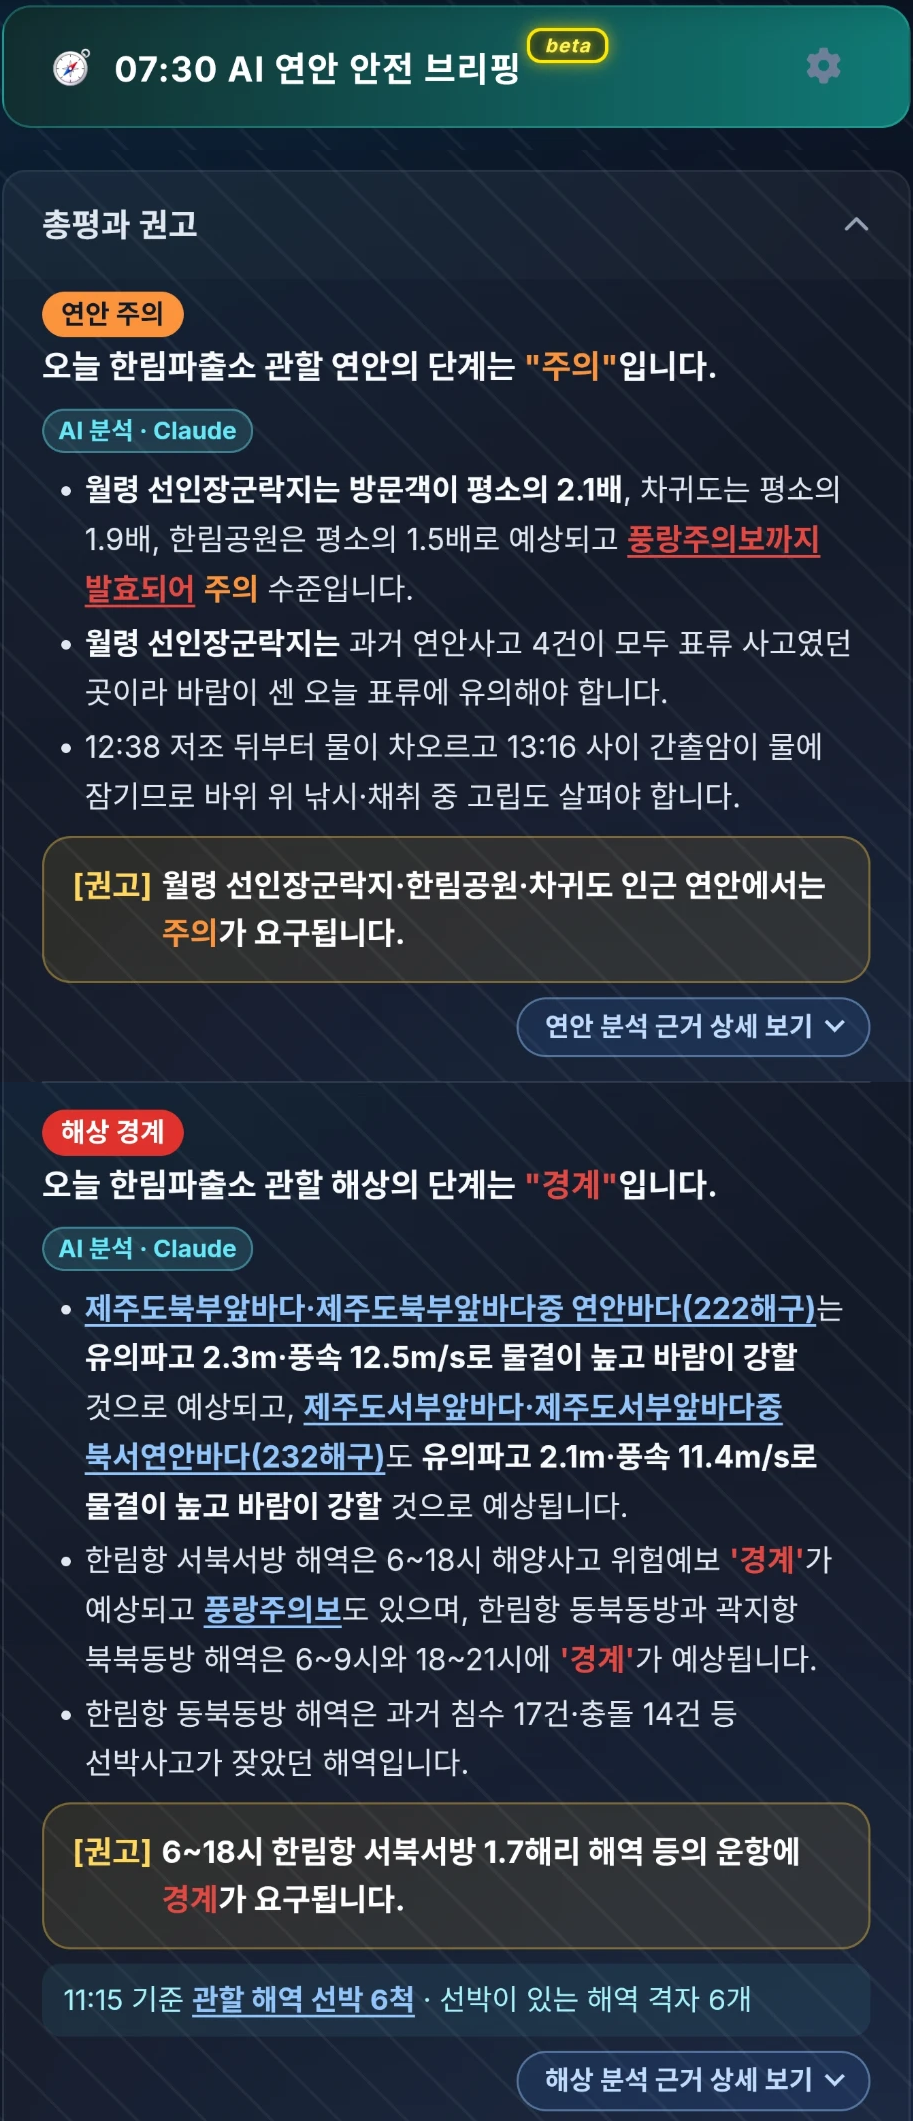 07:30 AI 연안 안전 브리핑 beta
총평과 권고
연안 주의
오늘 한림파출소 관할 연안의 단계는 "주의"입니다.
AI 분석 · Claude
• 월령 선인장군락지는 방문객이 평소의 2.1배, 차귀도는 평소의
1.9배, 한림공원은 평소의 1.5배로 예상되고 풍랑주의보까지
발효되어 주의 수준입니다.
• 월령 선인장군락지는 과거 연안사고 4건이 모두 표류 사고였던
곳이라 바람이 센 오늘 표류에 유의해야 합니다.
• 12:38 저조 뒤부터 물이 차오르고 13:16 사이 간출암이 물에
잠기므로 바위 위 낚시·채취 중 고립도 살펴야 합니다.
[권고] 월령 선인장군락지·한림공원·차귀도 인근 연안에서는
주의가 요구됩니다.
연안 분석 근거 상세 보기
해상 경계
오늘 한림파출소 관할 해상의 단계는 "경계"입니다.
AI 분석 · Claude
• 제주도북부앞바다·제주도북부앞바다중 연안바다(222해구)는
유의파고 2.3m·풍속 12.5m/s로 물결이 높고 바람이 강할
것으로 예상되고, 제주도서부앞바다·제주도서부앞바다중
북서연안바다(232해구)도 유의파고 2.1m·풍속 11.4m/s로
물결이 높고 바람이 강할 것으로 예상됩니다.
• 한림항 서북서방 해역은 6~18시 해양사고 위험예보 '경계'가
예상되고 풍랑주의보도 있으며, 한림항 동북동방과 곽지항
북북동방 해역은 6~9시와 18~21시에 '경계'가 예상됩니다.
• 한림항 동북동방 해역은 과거 침수 17건·충돌 14건 등
선박사고가 잦았던 해역입니다.
[권고] 6~18시 한림항 서북서방 1.7해리 해역 등의 운항에
경계가 요구됩니다.
11:15 기준 관할 해역 선박 6척 · 선박이 있는 해역 격자 6개
해상 분석 근거 상세 보기